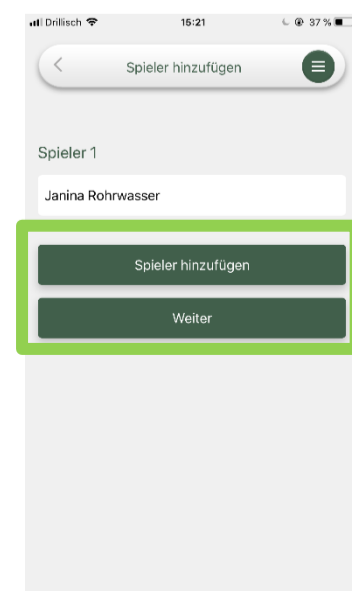 Drillisch 15:21 37 %
Spieler hinzufügen
Spieler 1
Janina Rohrwasser
Spieler hinzufügen
Weiter